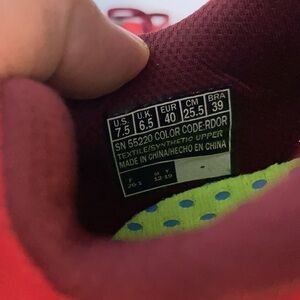 U.S. U.K. EUR CM BRA
7.5 6.5 40 25.5 39
SN 55220 COLOR CODE:RDOR
TEXTILE/SYNTHETIC UPPER
MADE IN CHINA/HECHO EN CHINA